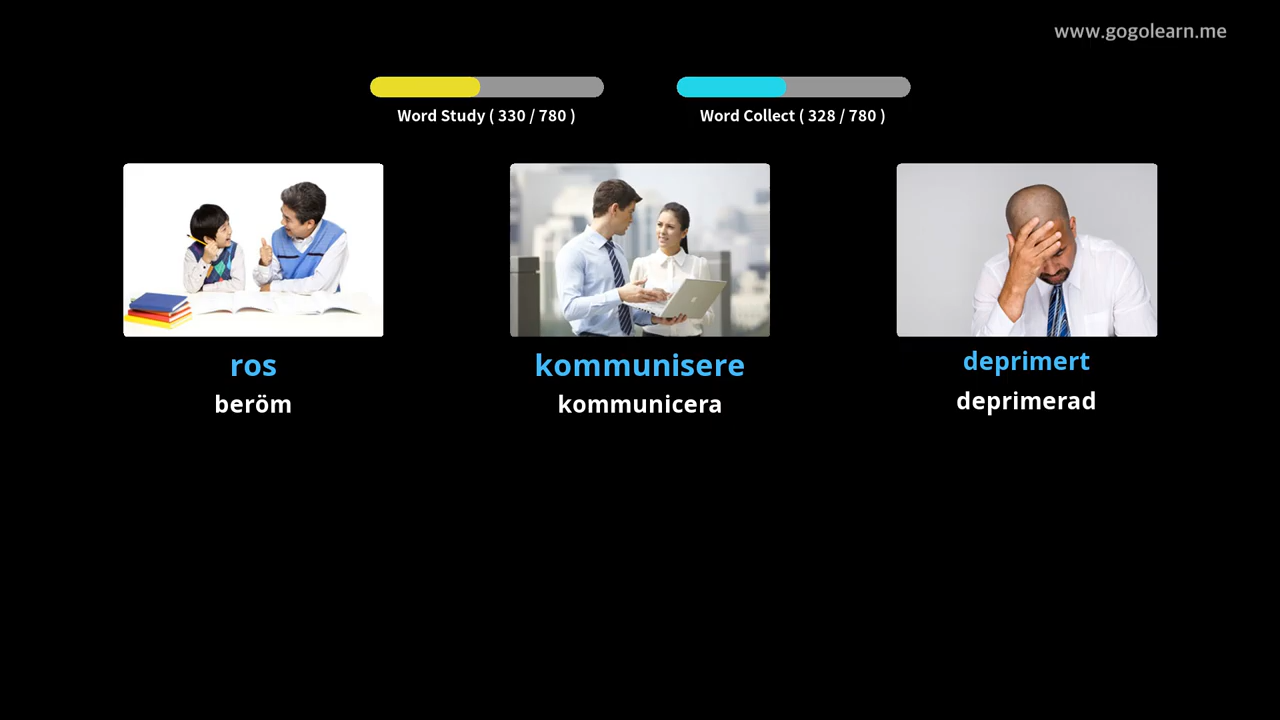 www.gogolearn.me
Word Study ( 330 / 780 )
Word Collect ( 328 / 780 )
ros
beröm
kommunisere
kommunicera
deprimert
deprimerad